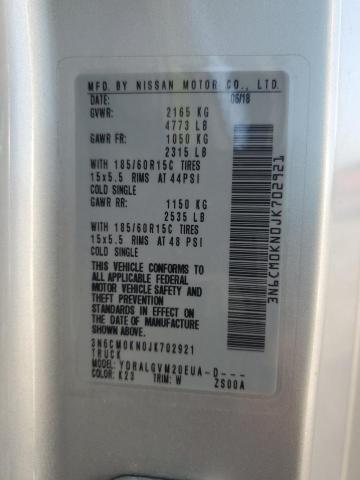 MFD. BY NISSAN MOTOR CO., LTD.
DATE: 06/18
GVWR: 2165 KG
4773 LB
GAWR FR: 1050 KG
2315 LB
WITH 185/60R15C TIRES
15x5.5 RIMS AT 44PSI
COLD SINGLE
GAWR RR: 1150 KG
2535 LB
WITH 185/60R15C TIRES
15x5.5 RIMS AT 48 PSI
COLD SINGLE
THIS VEHICLE CONFORMS TO
ALL APPLICABLE FEDERAL
MOTOR VEHICLE SAFETY AND
THEFT PREVENTION
STANDARDS IN EFFECT ON
THE DATE OF MANUFACTURE
SHOWN ABOVE.
3N6CM0KN0JK702921
TRUCK
MODEL: YDRALGVM20EUA-D---
COLOR: K23 TRIM: W 2S00A
3N6CM0KN0JK702921